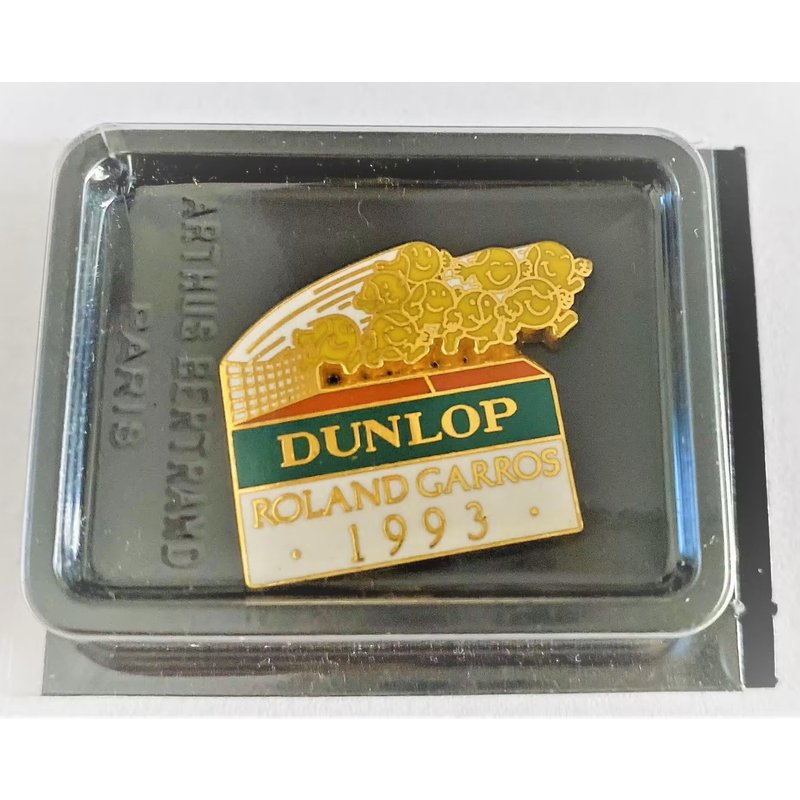 DUNLOP
ROLAND GARROS
· 1993 ·
ARTHUS BERTRAND
PARIS